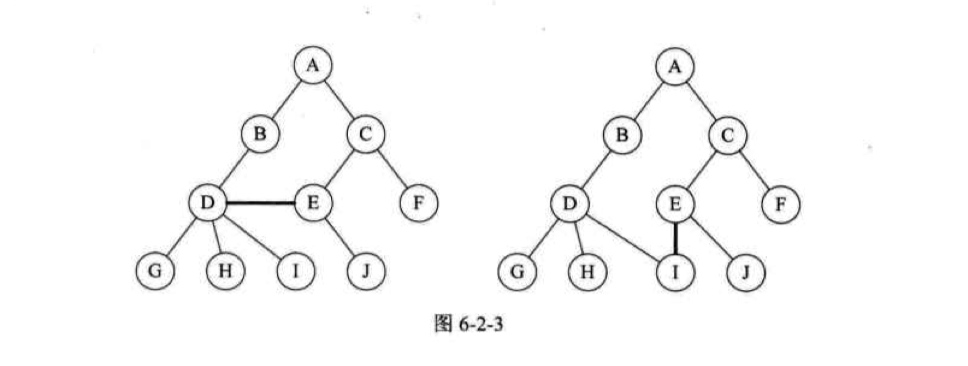 A A
B C B C
D E F D E F
G H I J G H I J
图 6-2-3